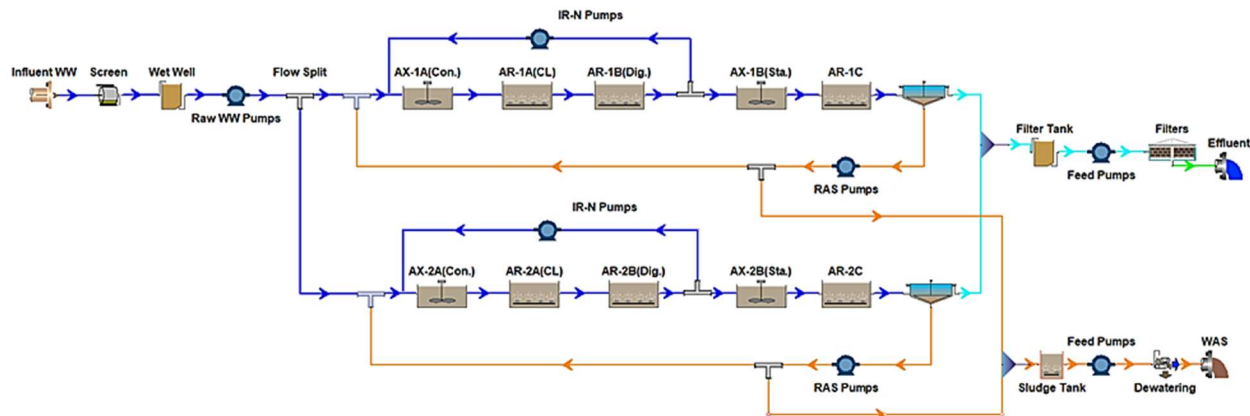 IR-N Pumps
Influent WW
Screen
Wet Well
Flow Split
AX-1A(Con.)
AR-1A(CL)
AR-1B(Dig.)
AX-1B(Sta.)
AR-1C
Raw WW Pumps
Filter Tank
Filters
Effluent
Feed Pumps
RAS Pumps
IR-N Pumps
AX-2A(Con.)
AR-2A(CL)
AR-2B(Dig.)
AX-2B(Sta.)
AR-2C
Feed Pumps
WAS
RAS Pumps
Sludge Tank
Dewatering